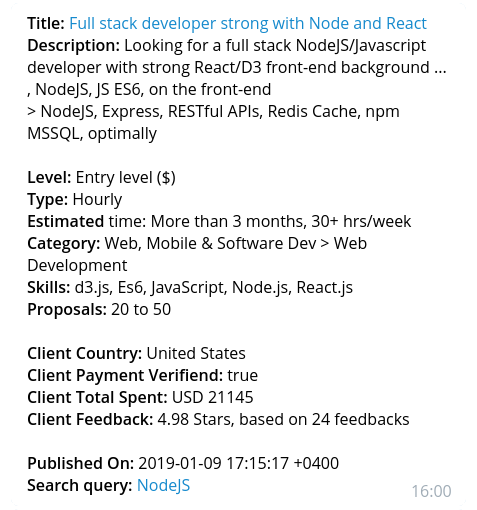 Title: Full stack developer strong with Node and React
Description: Looking for a full stack NodeJS/Javascript
developer with strong React/D3 front-end background ...
, NodeJS, JS ES6, on the front-end
> NodeJS, Express, RESTful APIs, Redis Cache, npm
MSSQL, optimally
Level: Entry level ($)
Type: Hourly
Estimated time: More than 3 months, 30+ hrs/week
Category: Web, Mobile & Software Dev > Web
Development
Skills: d3.js, Es6, JavaScript, Node.js, React.js
Proposals: 20 to 50
Client Country: United States
Client Payment Verifiend: true
Client Total Spent: USD 21145
Client Feedback: 4.98 Stars, based on 24 feedbacks
Published On: 2019-01-09 17:15:17 +0400
Search query: NodeJS
16:00